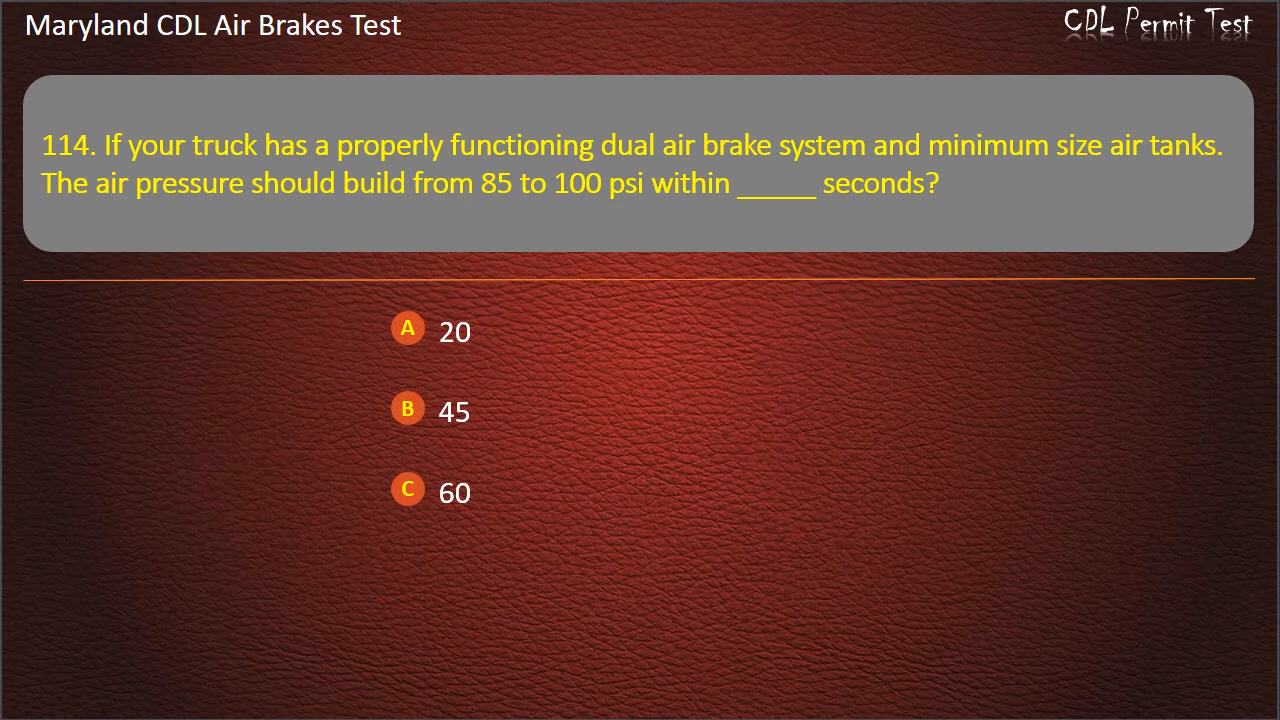 Maryland CDL Air Brakes Test
CDL Permit Test
114. If your truck has a properly functioning dual air brake system and minimum size air tanks.
The air pressure should build from 85 to 100 psi within _____ seconds?
A 20
B 45
C 60